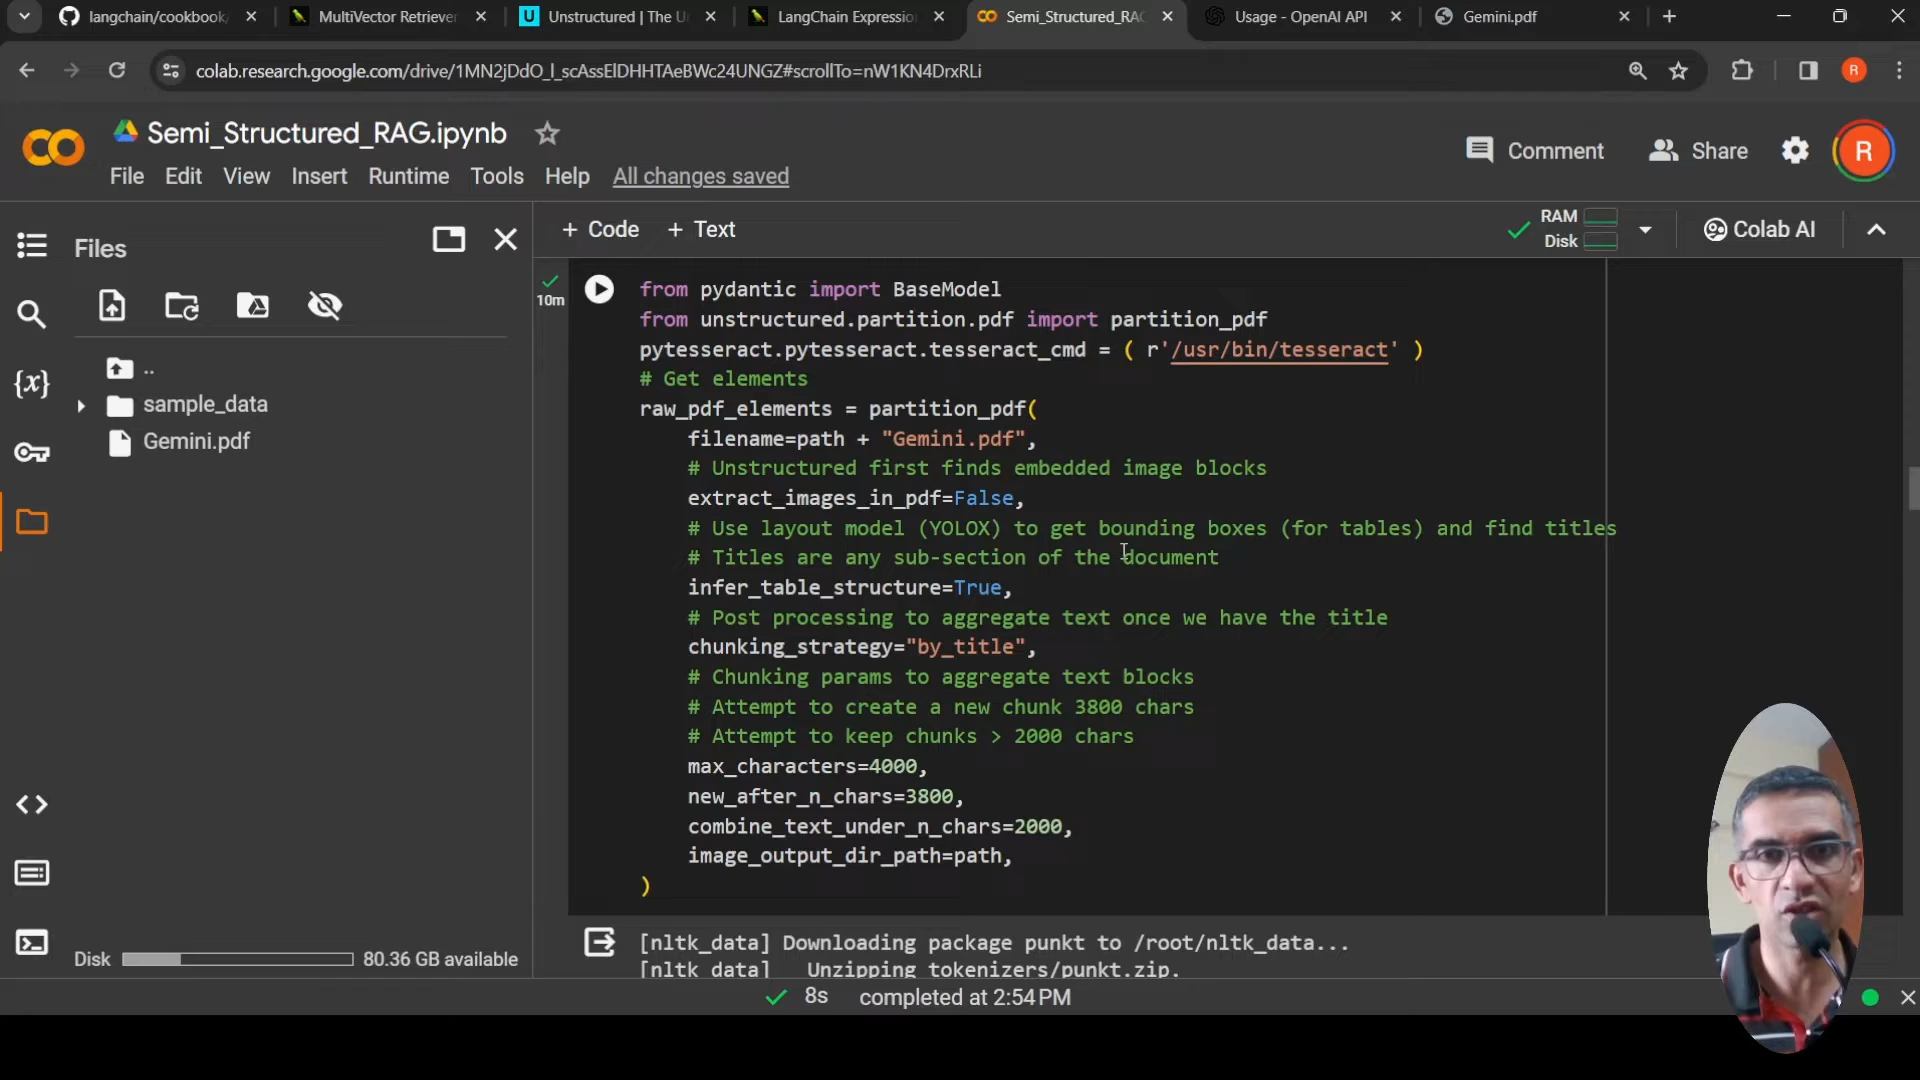 langchain/cookbook
MultiVector Retriever
Unstructured | The U
LangChain Expressio
Semi_Structured_RAG
Usage - OpenAI API
Gemini.pdf
colab.research.google.com/drive/1MN2jDdO_l_scAssElDHHTAeBWc24UNGZ#scrollTo=nW1KN4DrxRLi
R
CO
Semi_Structured_RAG.ipynb
Comment
Share
R
File Edit View Insert Runtime Tools Help All changes saved
Files
+ Code + Text
RAM
Disk
Colab AI
..
sample_data
Gemini.pdf
{x}
10m
from pydantic import BaseModel
from unstructured.partition.pdf import partition_pdf
pytesseract.pytesseract.tesseract_cmd = ( r'/usr/bin/tesseract' )
# Get elements
raw_pdf_elements = partition_pdf(
filename=path + "Gemini.pdf",
# Unstructured first finds embedded image blocks
extract_images_in_pdf=False,
# Use layout model (YOLOX) to get bounding boxes (for tables) and find titles
# Titles are any sub-section of the document
infer_table_structure=True,
# Post processing to aggregate text once we have the title
chunking_strategy="by_title",
# Chunking params to aggregate text blocks
# Attempt to create a new chunk 3800 chars
# Attempt to keep chunks > 2000 chars
max_characters=4000,
new_after_n_chars=3800,
combine_text_under_n_chars=2000,
image_output_dir_path=path,
)
[nltk_data] Downloading package punkt to /root/nltk_data...
[nltk_data]   Unzipping tokenizers/punkt.zip.
Disk
80.36 GB available
8s completed at 2:54 PM